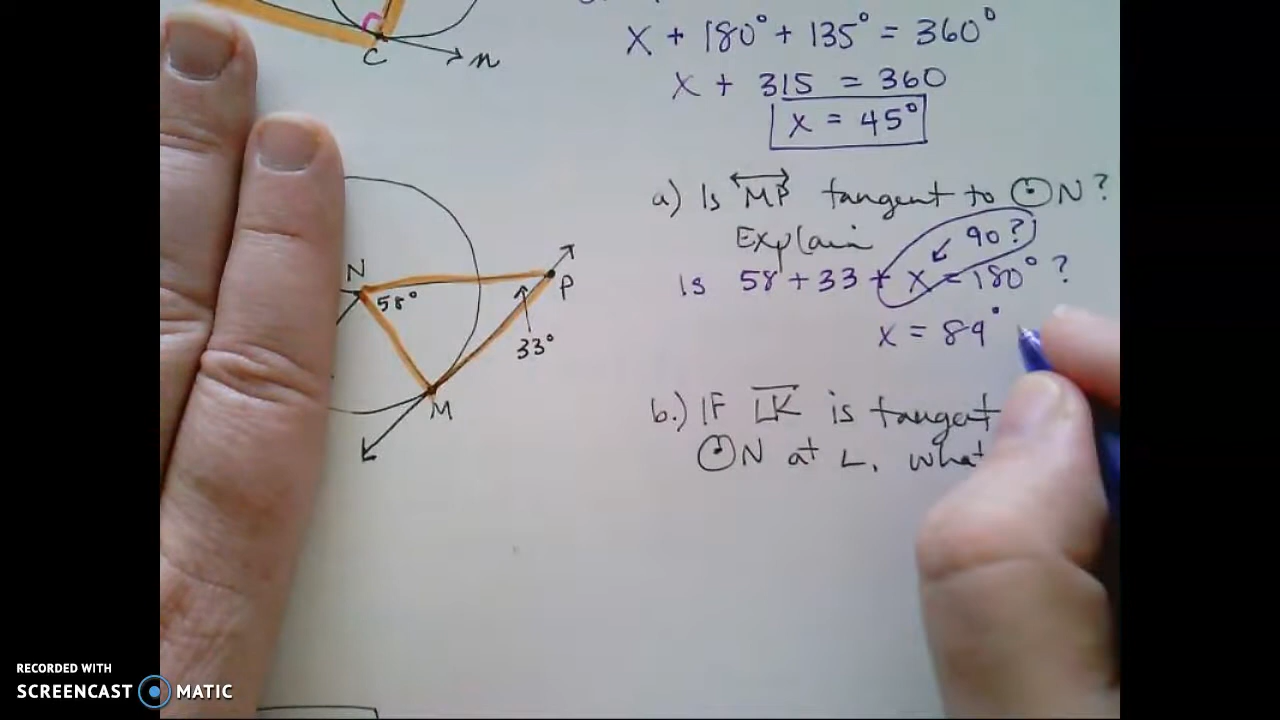 x + 180° + 135° = 360°
x + 315 = 360
x = 45°
C
n
a) Is MP tangent to ⊙N?
Explain
90?
Is 58 + 33 + x = 180° ?
x = 89°
N
58°
P
33°
M
b.) IF LK is tangent
⊙N at L, what
RECORDED WITH
SCREENCAST MATIC